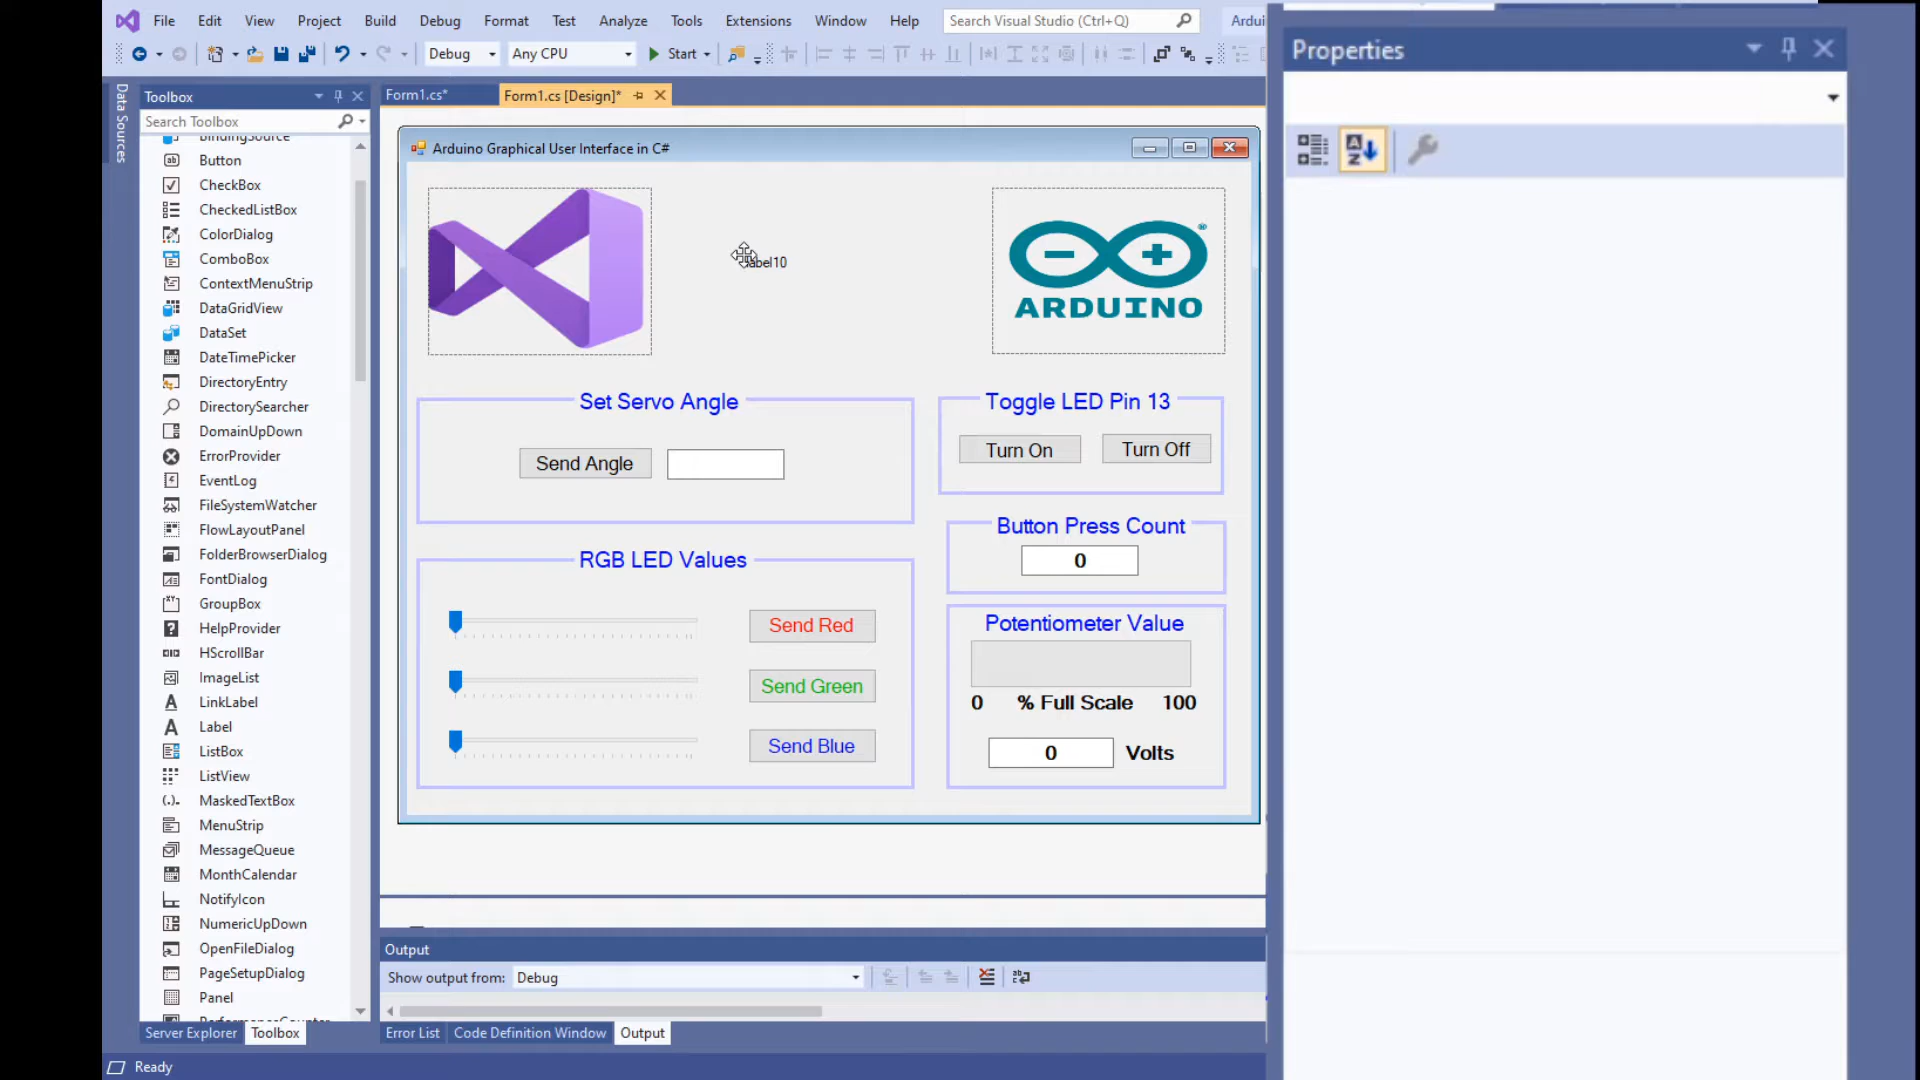 File Edit View Project Build Debug Format Test Analyze Tools Extensions Window Help Search Visual Studio (Ctrl+Q) Ardui
Debug Any CPU Start
Data Sources
Toolbox
Search Toolbox
BindingSource
Button
CheckBox
CheckedListBox
ColorDialog
ComboBox
ContextMenuStrip
DataGridView
DataSet
DateTimePicker
DirectoryEntry
DirectorySearcher
DomainUpDown
ErrorProvider
EventLog
FileSystemWatcher
FlowLayoutPanel
FolderBrowserDialog
FontDialog
GroupBox
HelpProvider
HScrollBar
ImageList
LinkLabel
Label
ListBox
ListView
MaskedTextBox
MenuStrip
MessageQueue
MonthCalendar
NotifyIcon
NumericUpDown
OpenFileDialog
PageSetupDialog
Panel
Server Explorer Toolbox
Form1.cs* Form1.cs [Design]*
Arduino Graphical User Interface in C#
label10
ARDUINO
Set Servo Angle
Send Angle
Toggle LED Pin 13
Turn On Turn Off
Button Press Count
0
RGB LED Values
Send Red
Send Green
Send Blue
Potentiometer Value
0 % Full Scale 100
0 Volts
Output
Show output from: Debug
Error List Code Definition Window Output
Ready
Properties